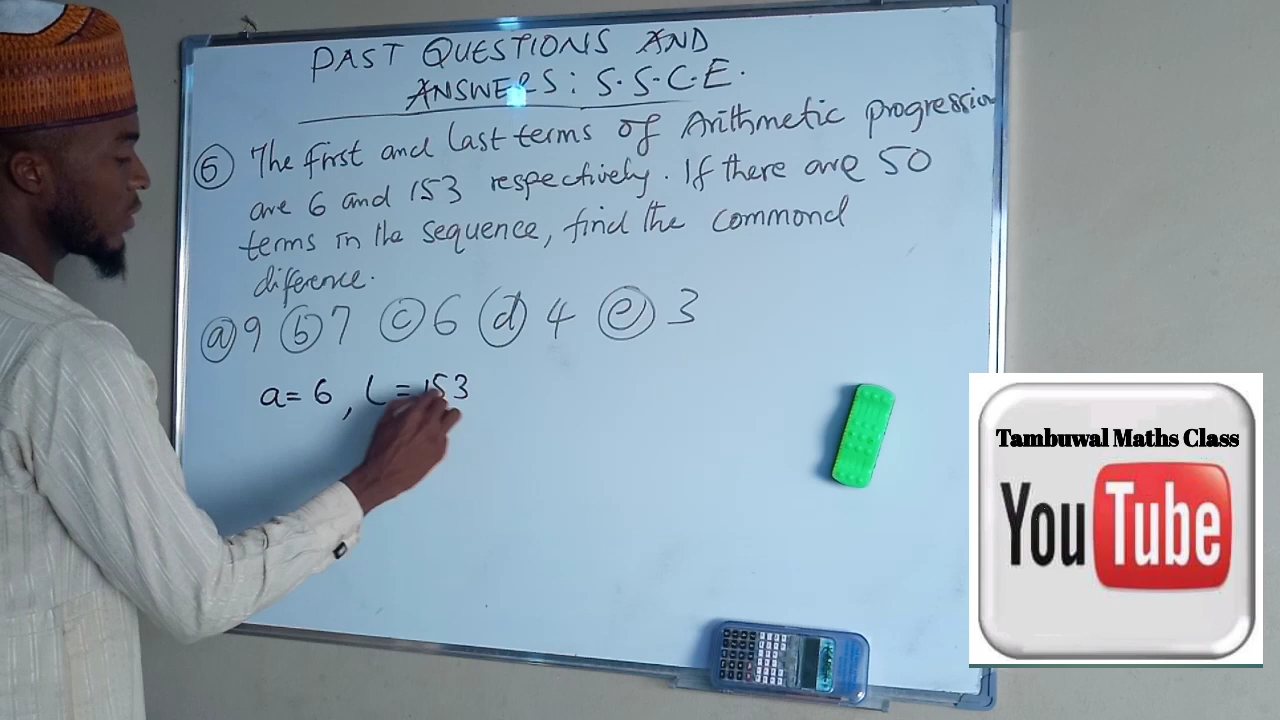 PAST QUESTIONS AND
ANSWERS: S.S.C.E.
6 The first and last terms of Arithmetic progression
are 6 and 153 respectively. If there are 50
terms in the sequence, find the commond
diference.
a 9 b 7 c 6 d 4 e 3
a = 6, L = 153
Tambuwal Maths Class
YouTube